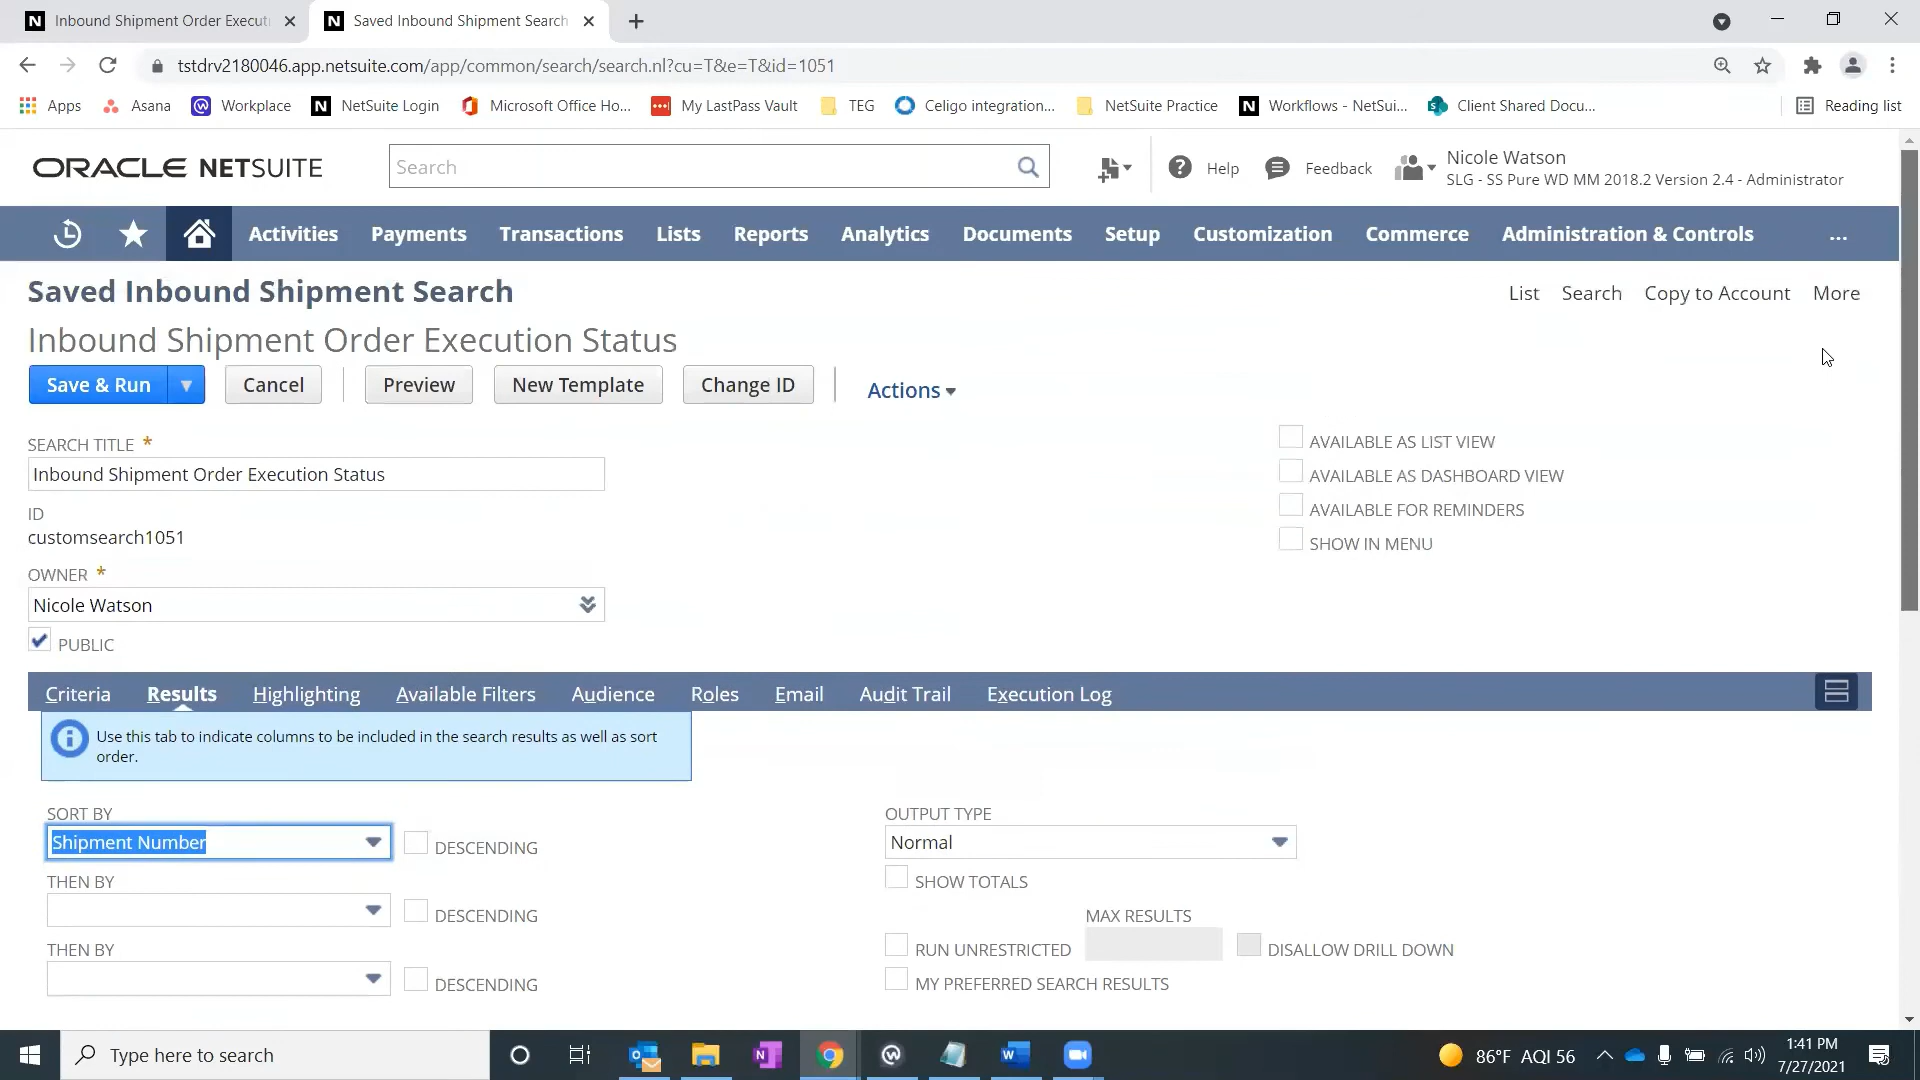 Inbound Shipment Order Execut
Saved Inbound Shipment Search
tstdrv2180046.app.netsuite.com/app/common/search/search.nl?cu=T&e=T&id=1051
Apps
Asana
Workplace
NetSuite Login
Microsoft Office Ho...
My LastPass Vault
TEG
Celigo integration...
NetSuite Practice
Workflows - NetSui...
Client Shared Docu...
Reading list
ORACLE NETSUITE
Search
Help
Feedback
Nicole Watson
SLG - SS Pure WD MM 2018.2 Version 2.4 - Administrator
Activities
Payments
Transactions
Lists
Reports
Analytics
Documents
Setup
Customization
Commerce
Administration & Controls
...
Saved Inbound Shipment Search
List
Search
Copy to Account
More
Inbound Shipment Order Execution Status
Save & Run
Cancel
Preview
New Template
Change ID
Actions
SEARCH TITLE *
Inbound Shipment Order Execution Status
ID
customsearch1051
OWNER *
Nicole Watson
PUBLIC
AVAILABLE AS LIST VIEW
AVAILABLE AS DASHBOARD VIEW
AVAILABLE FOR REMINDERS
SHOW IN MENU
Criteria
Results
Highlighting
Available Filters
Audience
Roles
Email
Audit Trail
Execution Log
Use this tab to indicate columns to be included in the search results as well as sort
order.
SORT BY
Shipment Number
DESCENDING
THEN BY
DESCENDING
THEN BY
DESCENDING
OUTPUT TYPE
Normal
SHOW TOTALS
MAX RESULTS
RUN UNRESTRICTED
DISALLOW DRILL DOWN
MY PREFERRED SEARCH RESULTS
Type here to search
86°F AQI 56
1:41 PM
7/27/2021